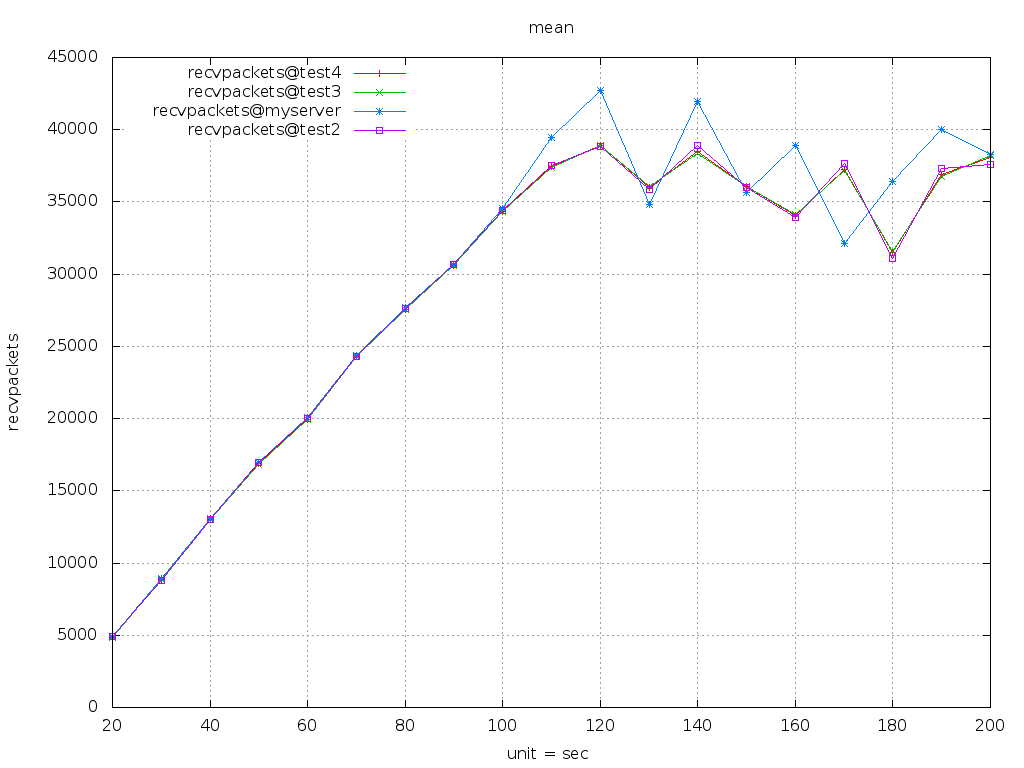 mean
45000
40000
35000
30000
25000
20000
15000
10000
5000
0
recvpackets@test4
recvpackets@test3
recvpackets@myserver
recvpackets@test2
recvpackets
20 40 60 80 100 120 140 160 180 200
unit = sec